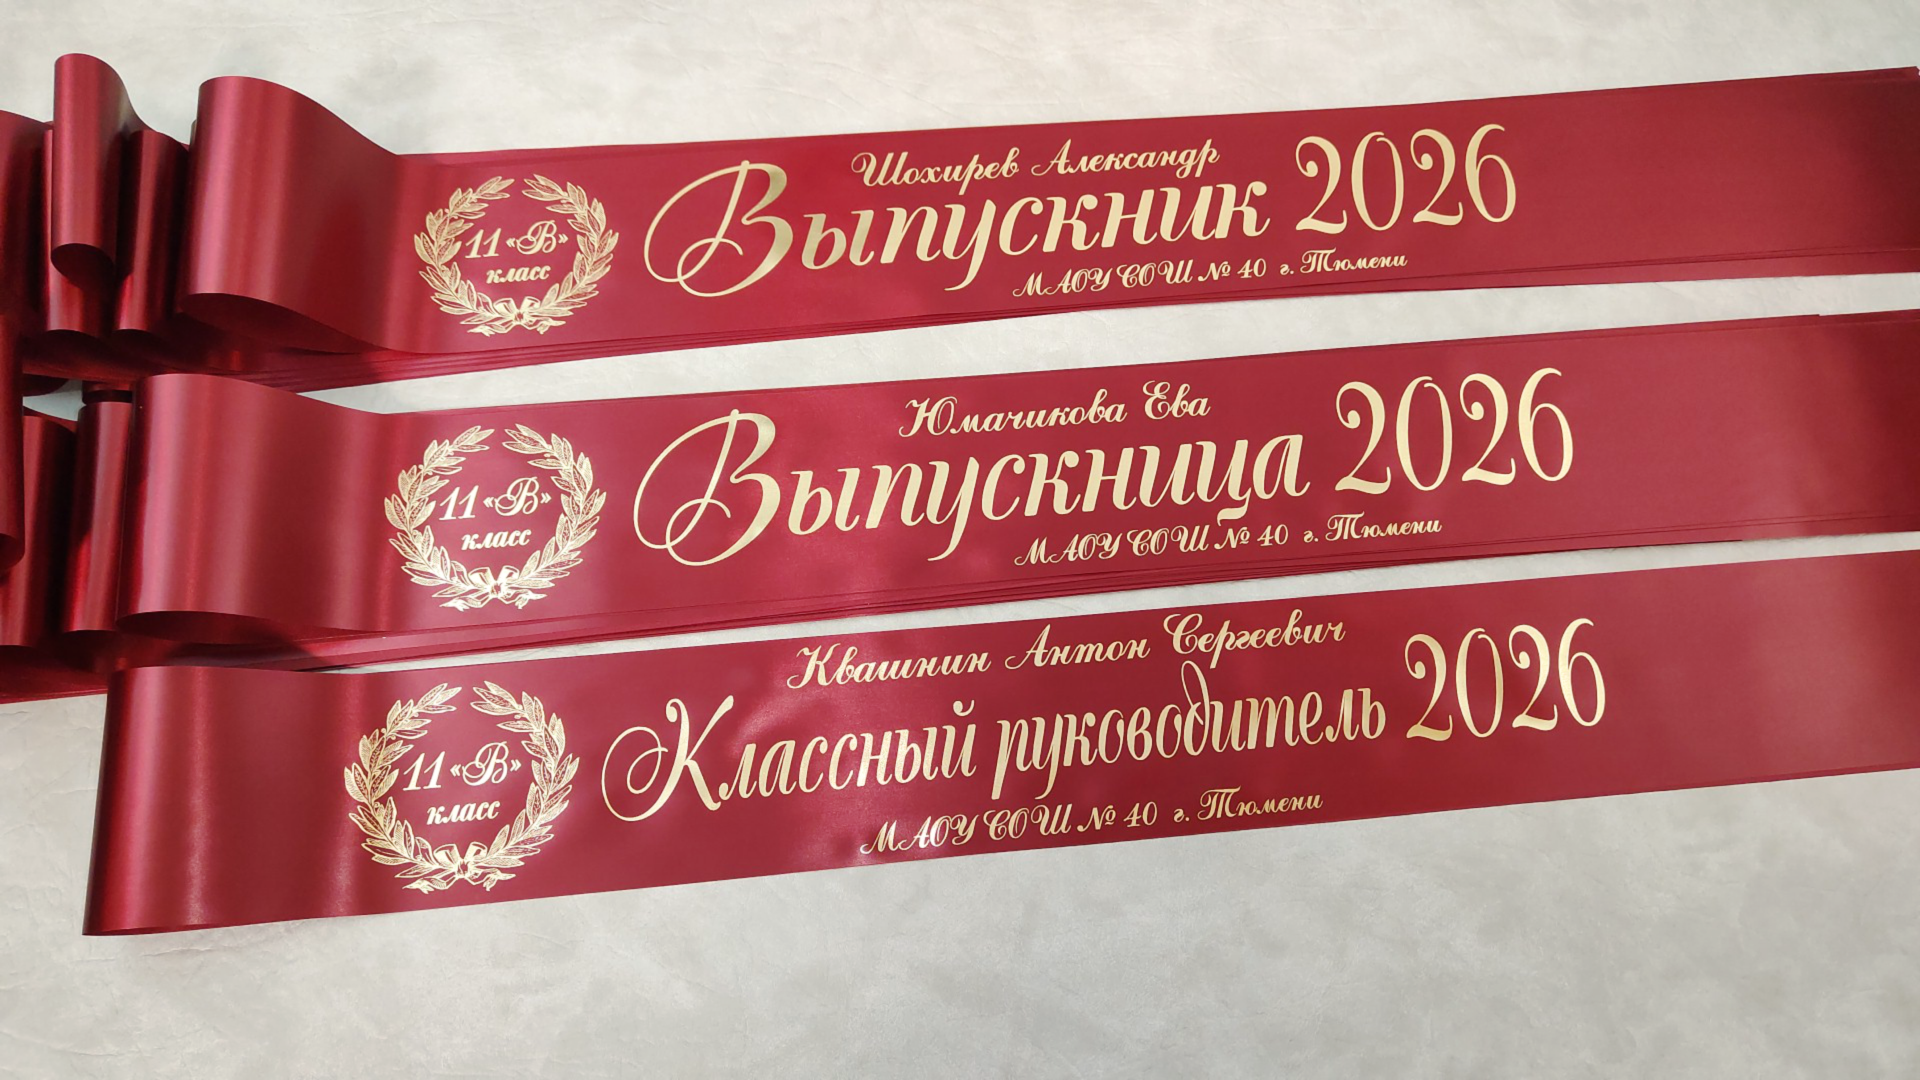 Шохирев Александр
11 «В»
класс
Выпускник 2026
МАОУ СОШ № 40 г. Тюмени
Юмачикова Ева
11 «В»
класс
Выпускница 2026
МАОУ СОШ № 40 г. Тюмени
Квашнин Антон Сергеевич
11 «В»
класс
Классный руководитель 2026
МАОУ СОШ № 40 г. Тюмени